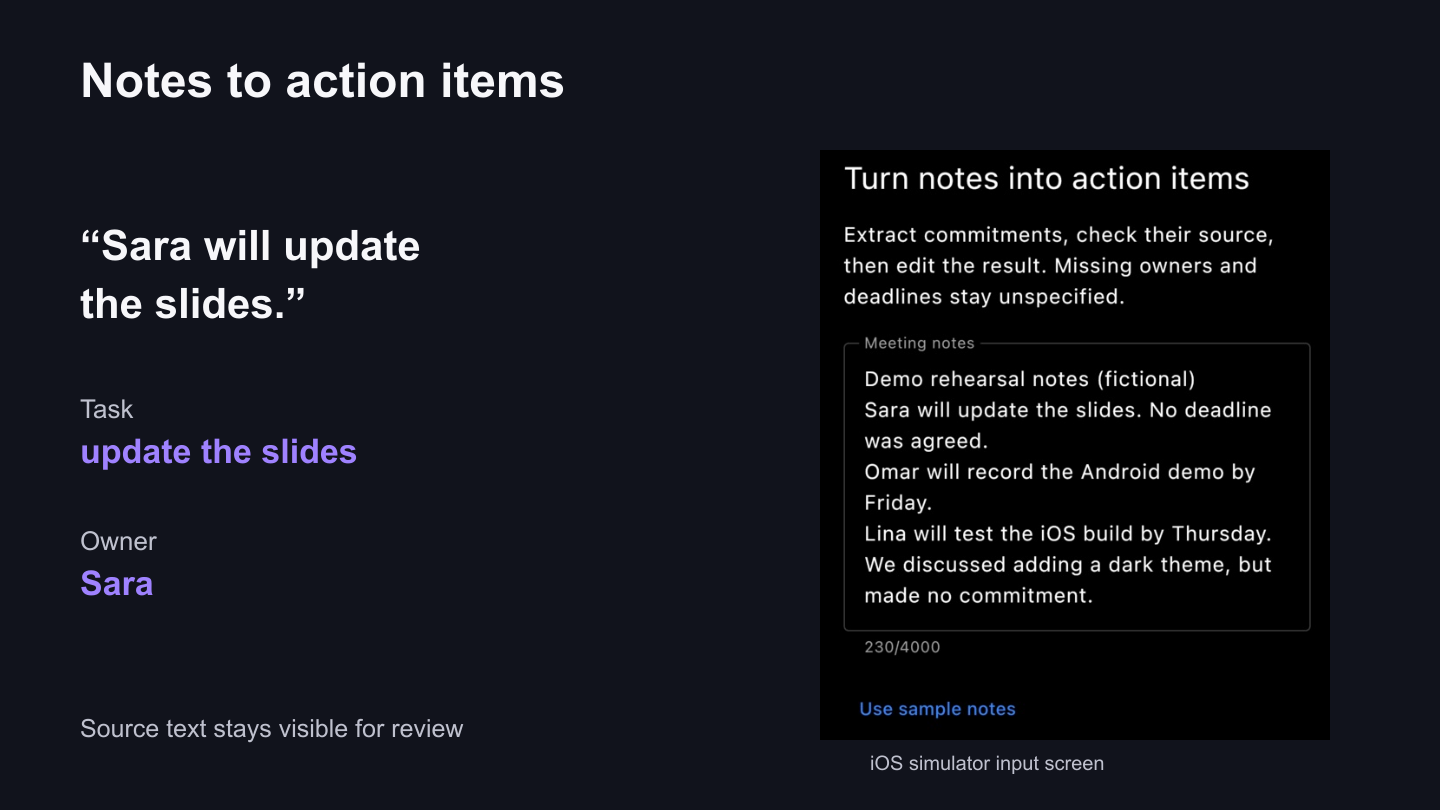 Notes to action items
“Sara will update
the slides.”
Task
update the slides
Owner
Sara
Source text stays visible for review
Turn notes into action items
Extract commitments, check their source,
then edit the result. Missing owners and
deadlines stay unspecified.
Meeting notes
Demo rehearsal notes (fictional)
Sara will update the slides. No deadline
was agreed.
Omar will record the Android demo by
Friday.
Lina will test the iOS build by Thursday.
We discussed adding a dark theme, but
made no commitment.
230/4000
Use sample notes
iOS simulator input screen